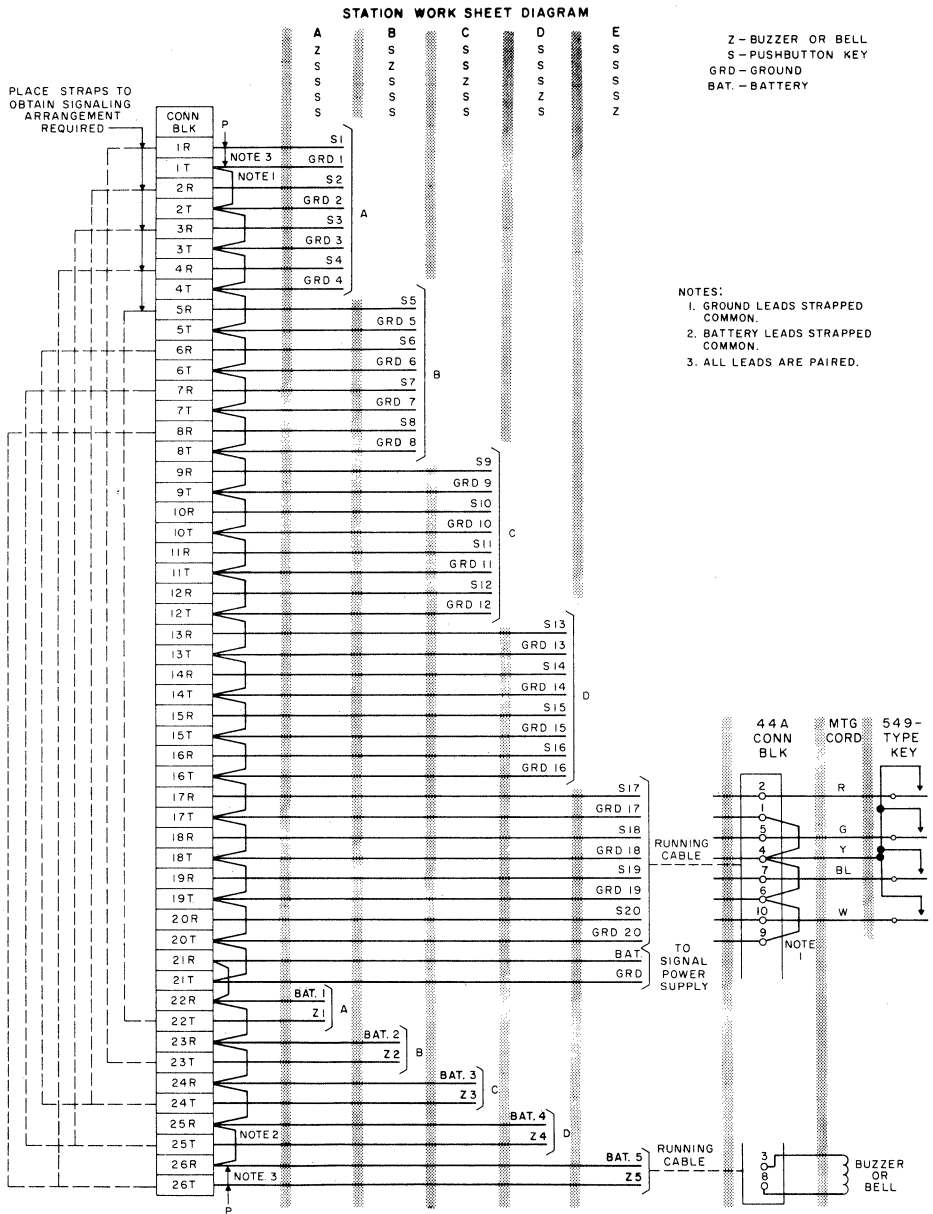 STATION WORK SHEET DIAGRAM
A B C D E
Z S S S S
S Z S S S
S S Z S S
S S S Z S
S S S S Z
Z – BUZZER OR BELL
S – PUSHBUTTON KEY
GRD – GROUND
BAT. – BATTERY
PLACE STRAPS TO
OBTAIN SIGNALING
ARRANGEMENT
REQUIRED
CONN
BLK
P
1R S1
NOTE 3
1T GRD 1
NOTE 1
2R S2
2T GRD 2
3R S3
A
3T GRD 3
4R S4
4T GRD 4
5R S5
5T GRD 5
6R S6
6T GRD 6
B
7R S7
7T GRD 7
8R S8
8T GRD 8
9R S9
9T GRD 9
10R S10
10T GRD 10
C
11R S11
11T GRD 11
12R S12
12T GRD 12
13R S13
13T GRD 13
14R S14
14T GRD 14
D
15R S15
15T GRD 15
16R S16
16T GRD 16
17R S17
17T GRD 17
18R S18
18T GRD 18
19R S19
19T GRD 19
20R S20
20T GRD 20
21R BAT.
21T GRD
22R BAT. 1
A
22T Z1
23R BAT. 2
B
23T Z2
24R BAT. 3
C
24T Z3
25R BAT. 4
NOTE 2
D
25T Z4
26R BAT. 5
NOTE. 3
26T Z5
P
NOTES:
1. GROUND LEADS STRAPPED
COMMON.
2. BATTERY LEADS STRAPPED
COMMON.
3. ALL LEADS ARE PAIRED.
RUNNING
CABLE
TO
SIGNAL
POWER
SUPPLY
44A
CONN
BLK
MTG
CORD
549-
TYPE
KEY
2 R
1
5 G
4 Y
7 BL
6
10 W
9
NOTE
1
RUNNING
CABLE
3
8
BUZZER
OR
BELL